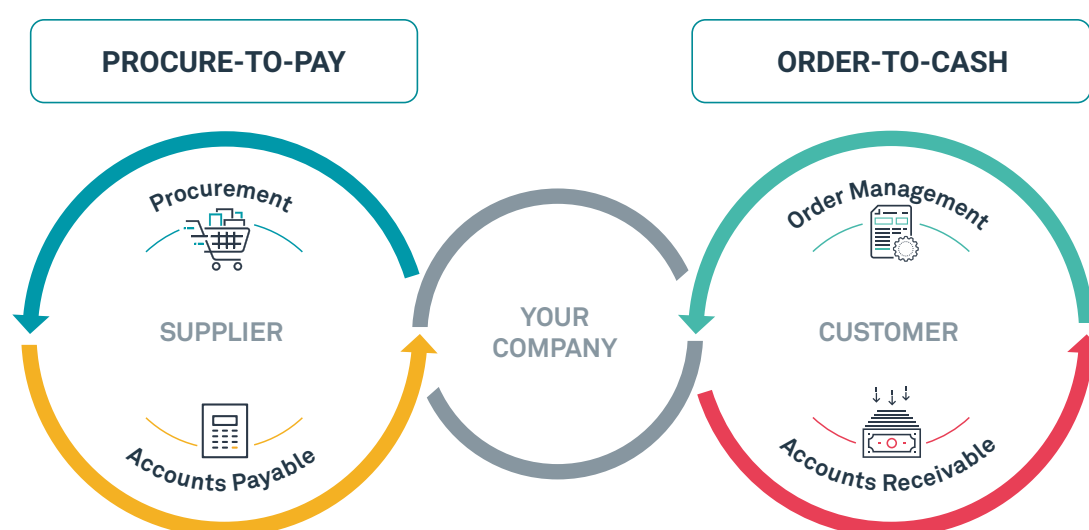 PROCURE-TO-PAY
ORDER-TO-CASH
Procurement
Order Management
SUPPLIER
YOUR
COMPANY
CUSTOMER
Accounts Payable
Accounts Receivable